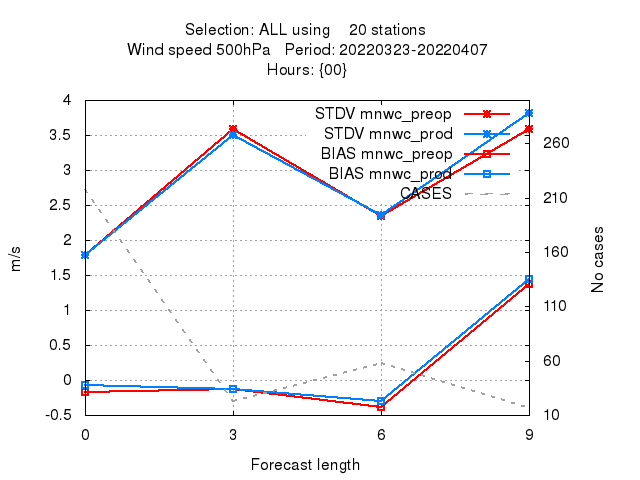 Selection: ALL using 20 stations
Wind speed 500hPa Period: 20220323-20220407
Hours: {00}
STDV mnwc_preop
STDV mnwc_prod
BIAS mnwc_preop
BIAS mnwc_prod
CASES
4
3.5
3
2.5
2
1.5
1
0.5
0
-0.5
m/s
260
210
160
110
60
10
No cases
0 3 6 9
Forecast length